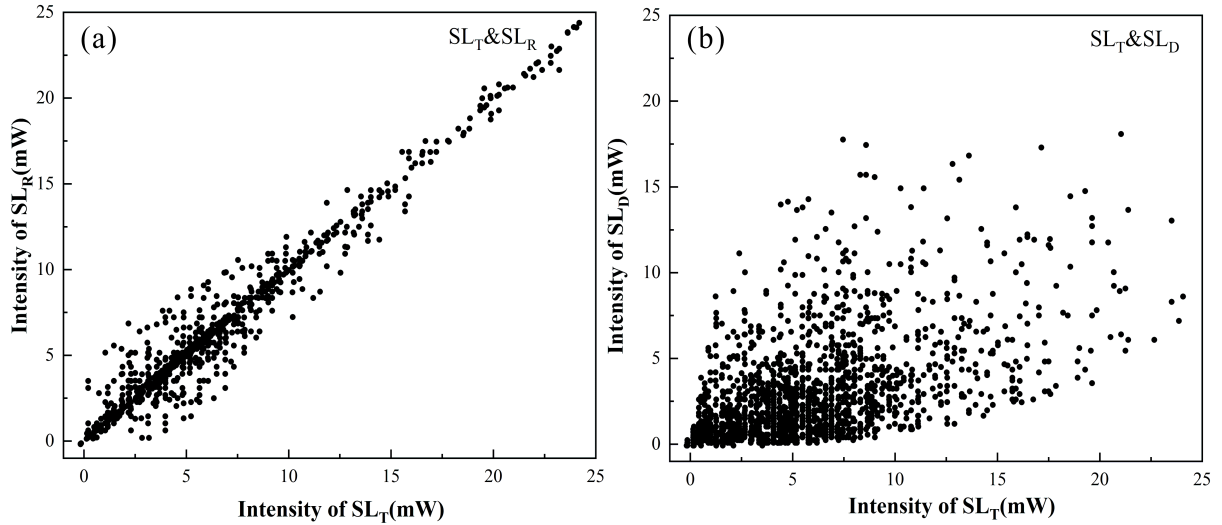 (a)
SL_T&SL_R
25
20
15
10
5
0
Intensity of SL_R(mW)
0 5 10 15 20 25
Intensity of SL_T(mW)
(b)
SL_T&SL_D
25
20
15
10
5
0
Intensity of SL_D(mW)
0 5 10 15 20 25
Intensity of SL_T(mW)